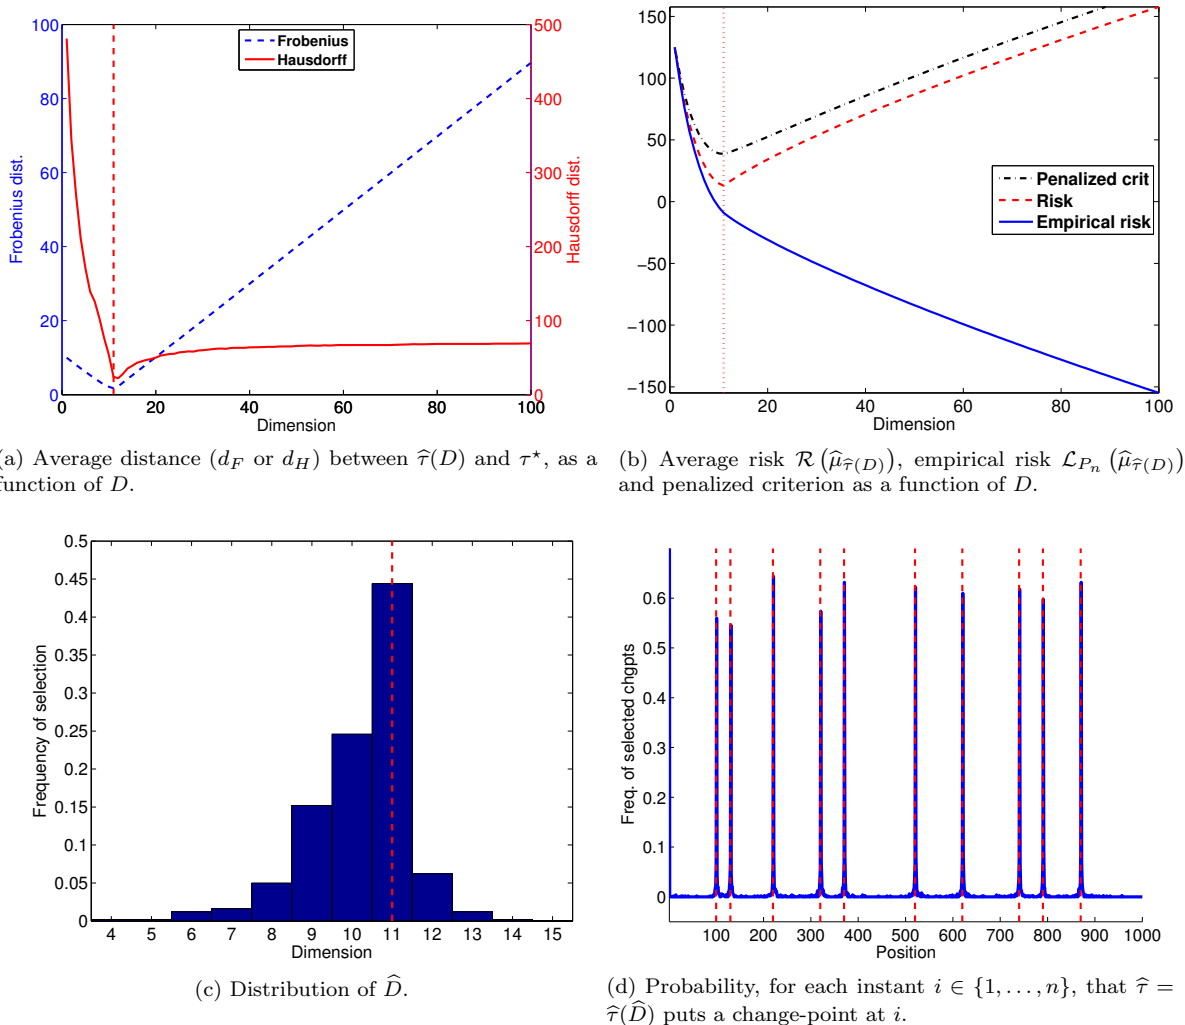 100
80
60
40
20
0
Frobenius dist.
Frobenius
Hausdorff
500
400
300
200
100
0
Hausdorff dist.
0 20 40 60 80 100
Dimension
(a) Average distance (d_F or d_H) between τ̂(D) and τ⋆, as a
function of D.
150
100
50
0
−50
−100
−150
Penalized crit
Risk
Empirical risk
0 20 40 60 80 100
Dimension
(b) Average risk R (μ̂_τ̂(D)), empirical risk L_Pn (μ̂_τ̂(D))
and penalized criterion as a function of D.
0.5
0.45
0.4
0.35
0.3
0.25
0.2
0.15
0.1
0.05
0
Frequency of selection
4 5 6 7 8 9 10 11 12 13 14 15
Dimension
(c) Distribution of D̂.
0.6
0.5
0.4
0.3
0.2
0.1
0
Freq. of selected chgpts
100 200 300 400 500 600 700 800 900 1000
Position
(d) Probability, for each instant i ∈ {1, . . . , n}, that τ̂ =
τ̂(D̂) puts a change-point at i.